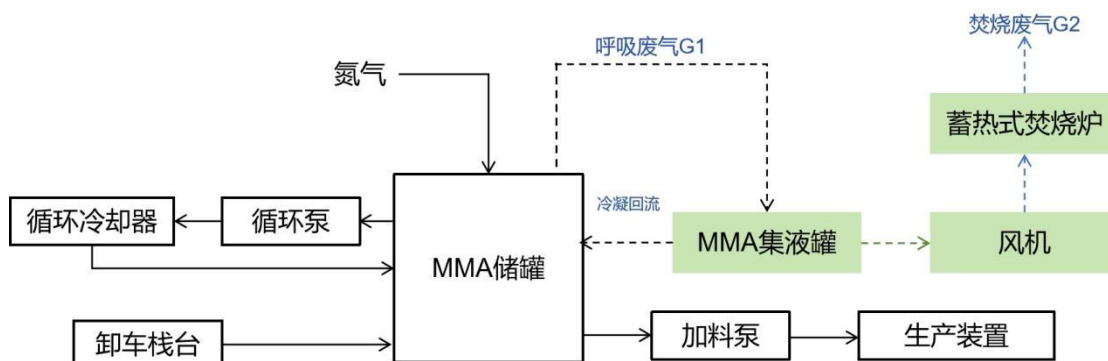 焚烧废气G2
呼吸废气G1
氮气
蓄热式焚烧炉
冷凝回流
循环冷却器
循环泵
MMA储罐
MMA集液罐
风机
卸车栈台
加料泵
生产装置